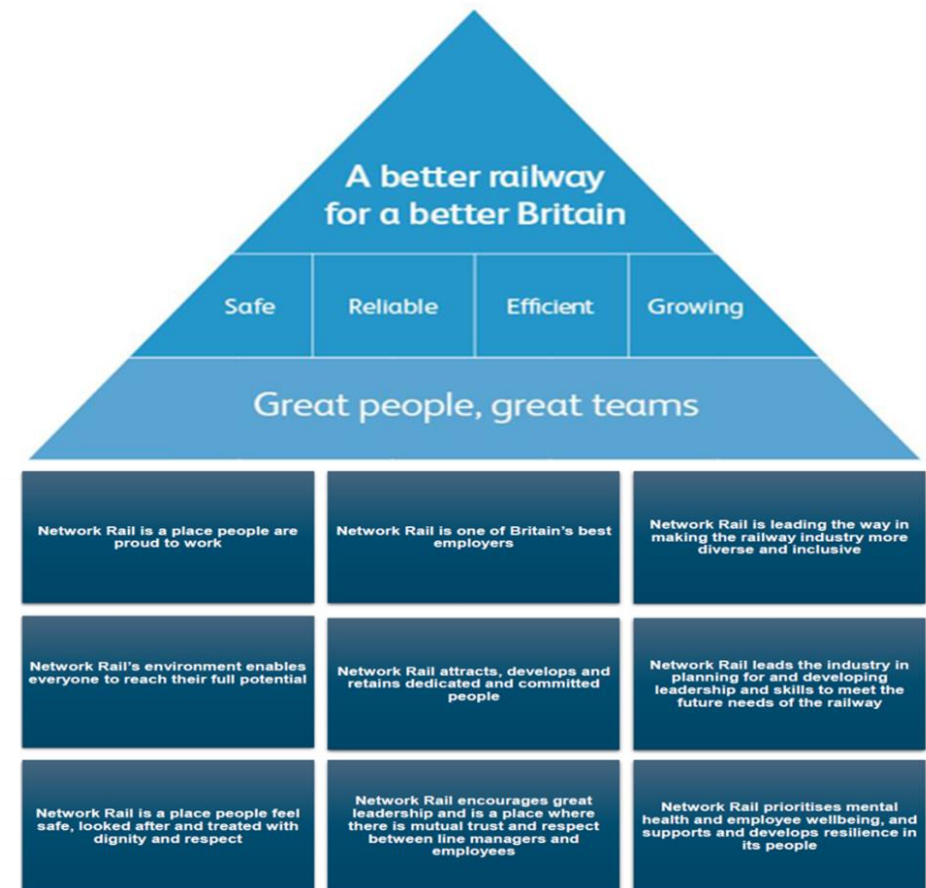 A better railway
for a better Britain
Safe
Reliable
Efficient
Growing
Great people, great teams
Network Rail is a place people are
proud to work
Network Rail is one of Britain's best
employers
Network Rail is leading the way in
making the railway industry more
diverse and inclusive
Network Rail's environment enables
everyone to reach their full potential
Network Rail attracts, develops and
retains dedicated and committed
people
Network Rail leads the industry in
planning for and developing
leadership and skills to meet the
future needs of the railway
Network Rail is a place people feel
safe, looked after and treated with
dignity and respect
Network Rail encourages great
leadership and is a place where
there is mutual trust and respect
between line managers and
employees
Network Rail prioritises mental
health and employee wellbeing, and
supports and develops resilience in
its people